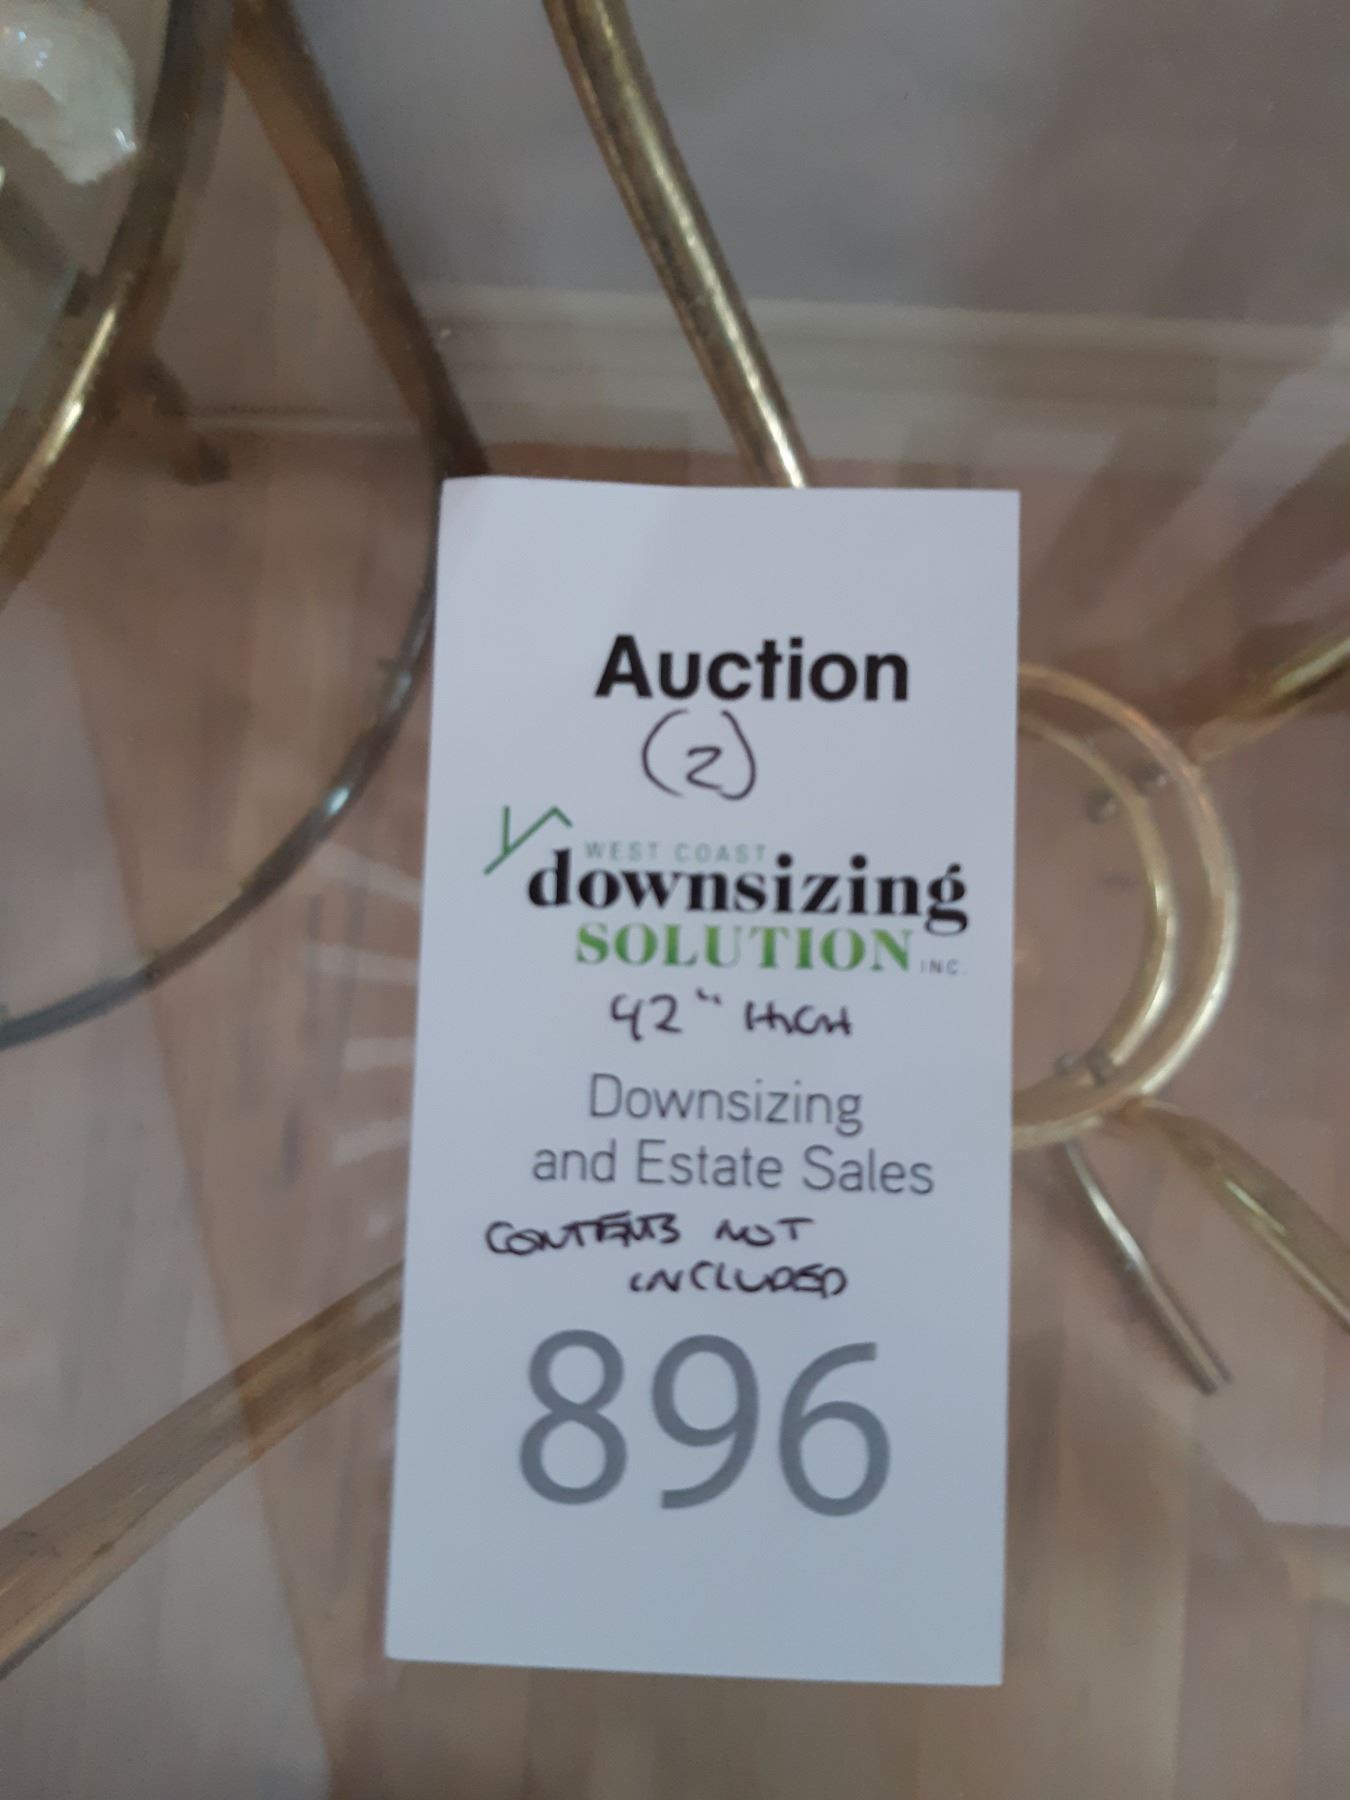 Auction
(2)
WEST COAST
downsizing
SOLUTION INC.
42" HIGH
Downsizing
and Estate Sales
CONTENTS NOT
INCLUDED
896